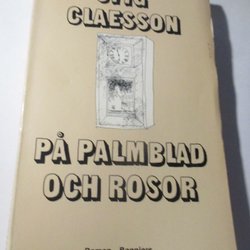 CLAESSON
PÅ PALMBLAD
OCH ROSOR
Roman Bonniers